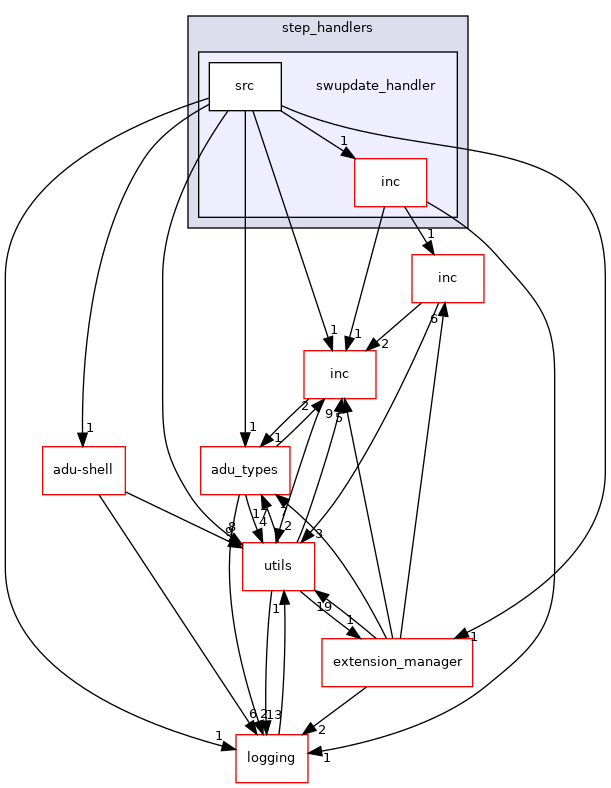 step_handlers
src
swupdate_handler
1
inc
1
inc
6
1
1
2
inc
2
9
5
1
1
1
adu-shell
adu_types
1
4
2
8
9
3
utils
1
19
1
1
extension_manager
6
2
13
2
1
1
logging